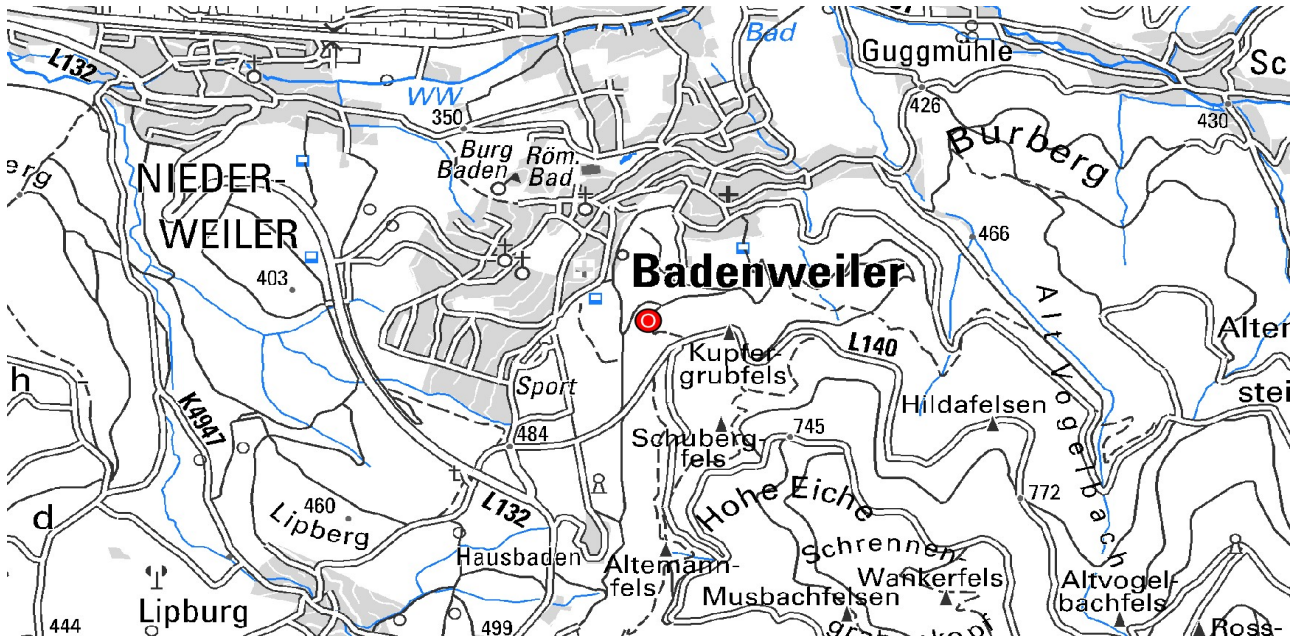 L132
WW
Bad
Guggmühle
Sc
350
426
430
Burberg
Burg
Baden
Röm.
Bad
erg
NIEDER-
WEILER
403
466
Badenweiler
Alt Vogelbach
Kupfer-
grubfels
L140
Alter
stei
h
Sport
Hildafelsen
K4947
484
Schuberg-
fels
745
772
d
460
Lipberg
L132
Hohe Eiche
Hausbaden
Altemann-
fels
Schrennen-
Wankerfels
Musbachfelsen
Altvogel-
bachfels
Lipburg
444
499
grabenkopf
Ross-